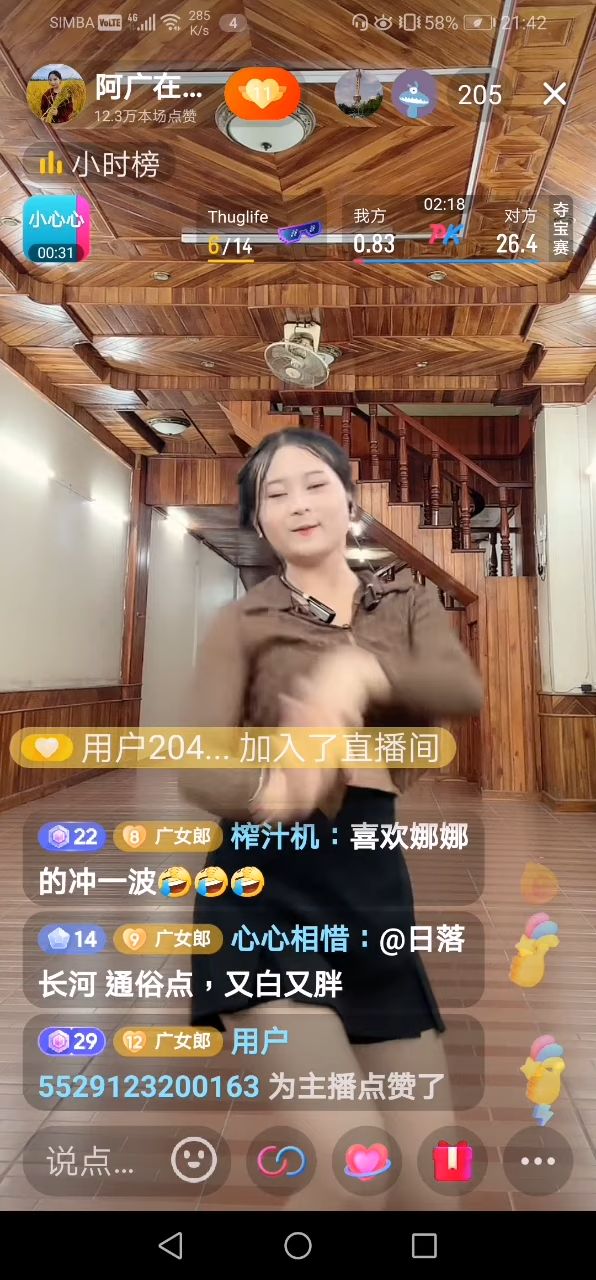 SIMBA VoLTE 4G 285 K/s 4 58% 21:42
阿广在... 11 205
12.3万本场点赞
小时榜
小心心 00:31
Thuglife 6/14
我方 0.83 02:18 PK 对方 26.4
夺宝赛
用户204... 加入了直播间
22 8 广女郎 榨汁机：喜欢娜娜
的冲一波🤣🤣🤣
14 9 广女郎 心心相惜：@日落
长河 通俗点，又白又胖
29 12 广女郎 用户
5529123200163 为主播点赞了
说点...